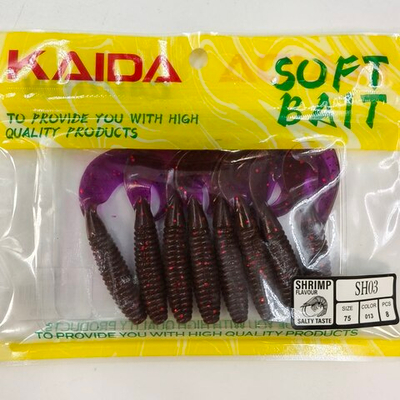 KAIDA
SOFT
BAIT
TO PROVIDE YOU WITH HIGH
QUALITY PRODUCTS
SHRIMP
FLAVOUR
SALTY TASTE
SH03
SIZE
COLOR
PCS
75
013
8
TO PROVIDE YOU WITH HIGH QUALITY PRODUCTS